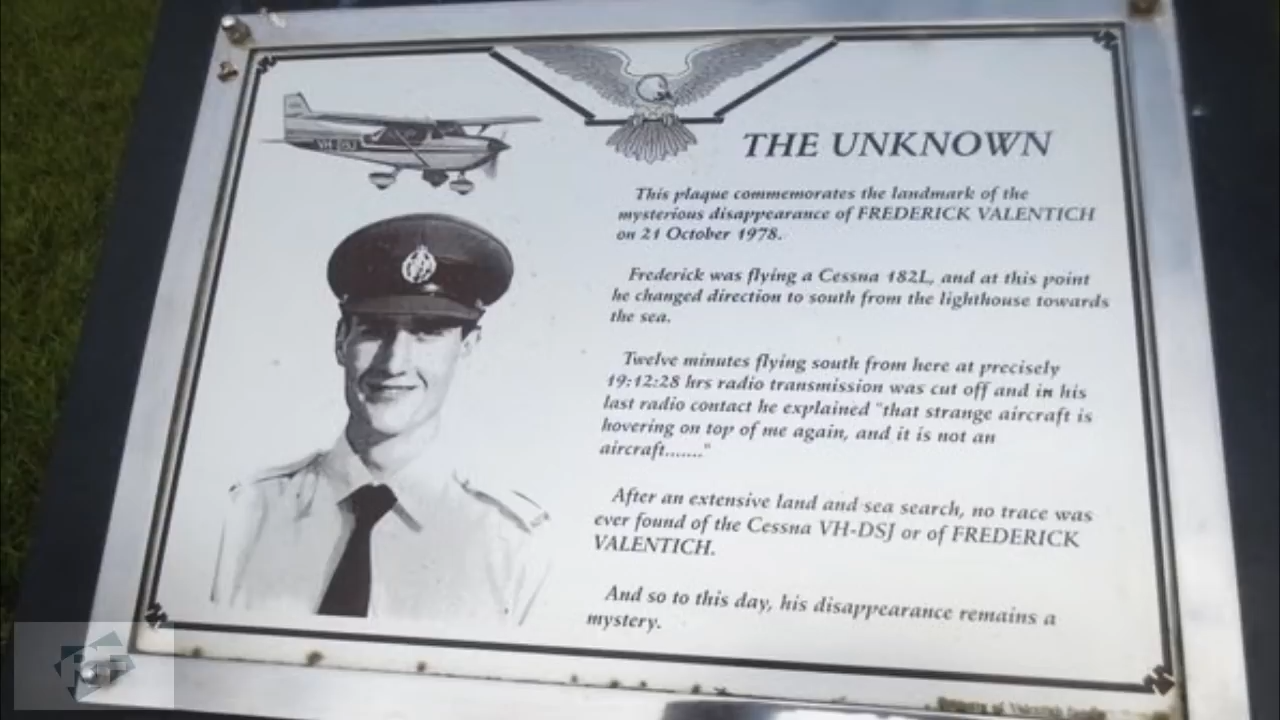 THE UNKNOWN
This plaque commemorates the landmark of the
mysterious disappearance of FREDERICK VALENTICH
on 21 October 1978.
Frederick was flying a Cessna 182L, and at this point
he changed direction to south from the lighthouse towards
the sea.
Twelve minutes flying south from here at precisely
19:12:28 hrs radio transmission was cut off and in his
last radio contact he explained "that strange aircraft is
hovering on top of me again, and it is not an
aircraft......."
After an extensive land and sea search, no trace was
ever found of the Cessna VH-DSJ or of FREDERICK
VALENTICH.
And so to this day, his disappearance remains a
mystery.
VH-DSJ